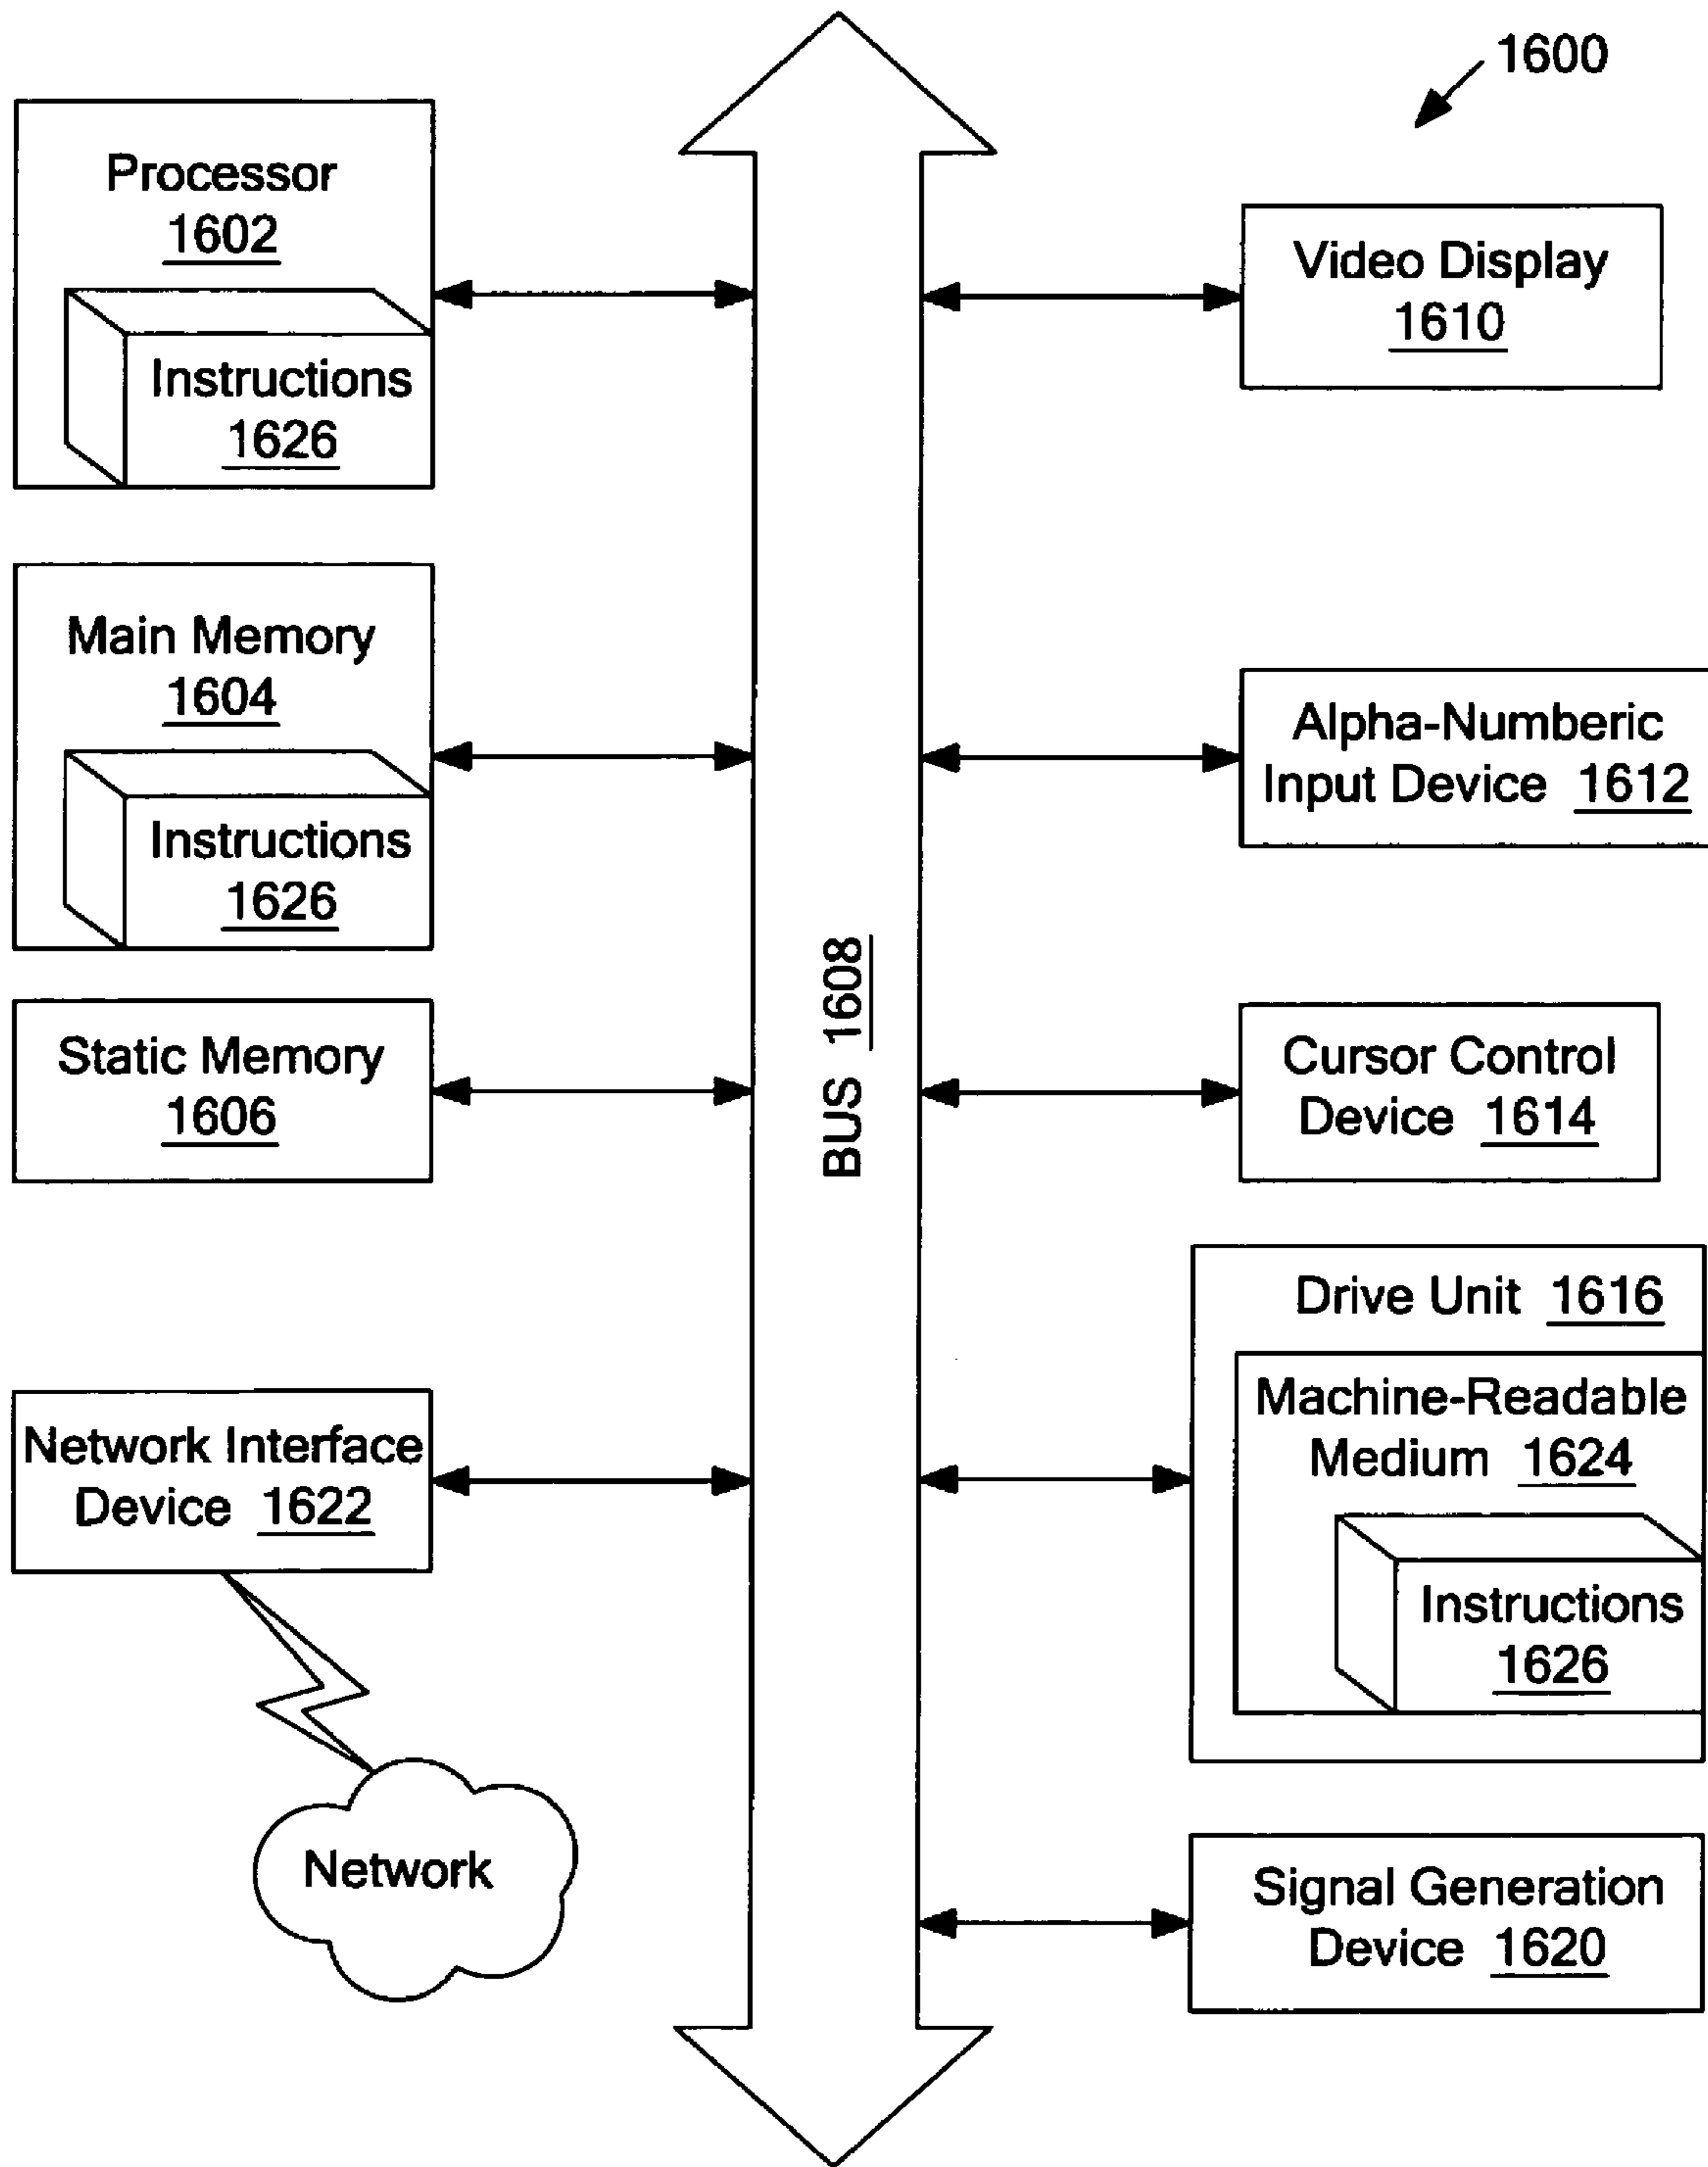 1600
Processor
1602
Instructions
1626
Main Memory
1604
Instructions
1626
Static Memory
1606
Network Interface
Device 1622
Network
BUS 1608
Video Display
1610
Alpha-Numberic
Input Device 1612
Cursor Control
Device 1614
Drive Unit 1616
Machine-Readable
Medium 1624
Instructions
1626
Signal Generation
Device 1620